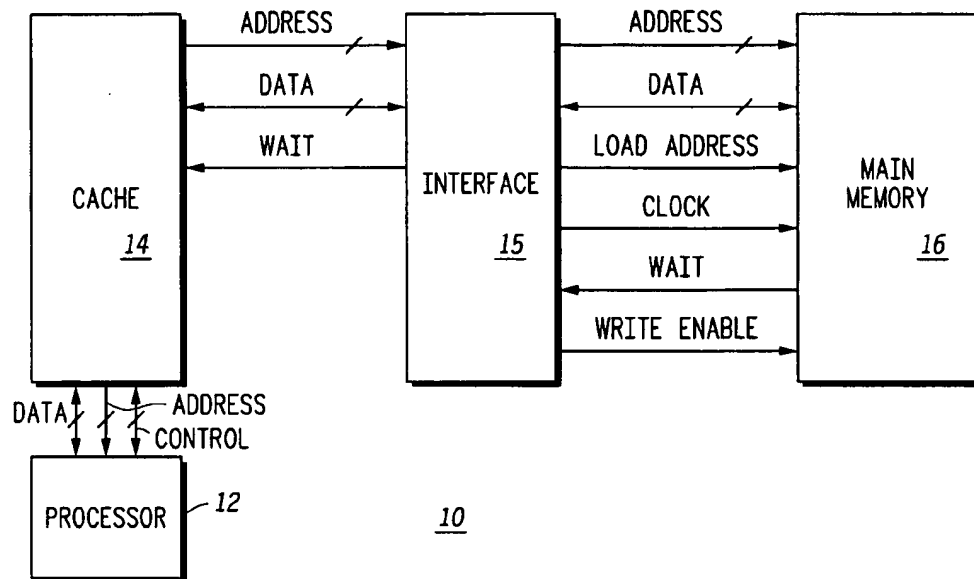 ADDRESS
ADDRESS
DATA
DATA
WAIT
LOAD ADDRESS
CACHE
INTERFACE
MAIN
MEMORY
CLOCK
14
15
16
WAIT
WRITE ENABLE
DATA
ADDRESS
CONTROL
PROCESSOR
12
10